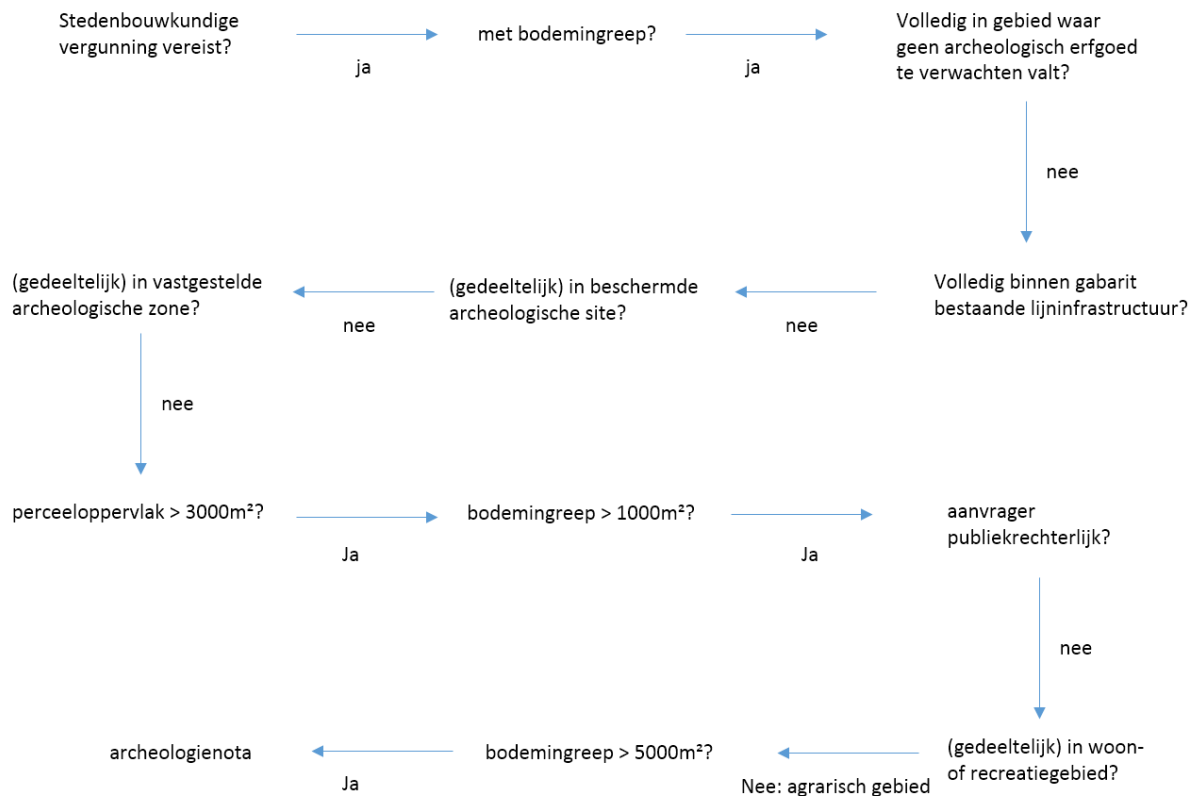 Stedenbouwkundige
vergunning vereist?
ja
met bodemingreep?
ja
Volledig in gebied waar
geen archeologisch erfgoed
te verwachten valt?
nee
Volledig binnen gabarit
bestaande lijninfrastructuur?
nee
(gedeeltelijk) in beschermde
archeologische site?
nee
(gedeeltelijk) in vastgestelde
archeologische zone?
nee
perceeloppervlak > 3000m²?
Ja
bodemingreep > 1000m²?
Ja
aanvrager
publiekrechterlijk?
nee
(gedeeltelijk) in woon-
of recreatiegebied?
Nee: agrarisch gebied
bodemingreep > 5000m²?
Ja
archeologienota